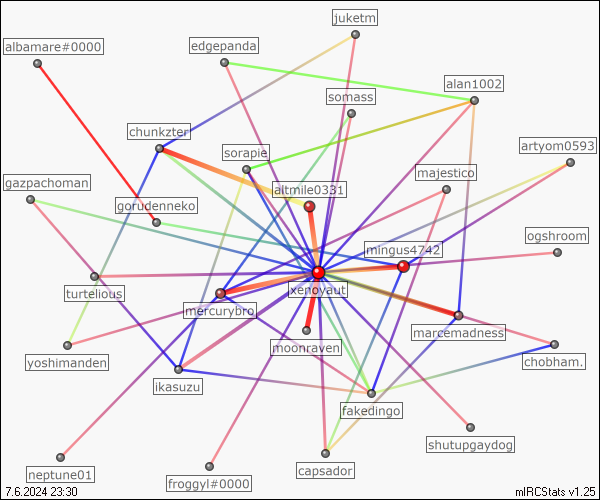 juketm
albamare#0000
edgepanda
alan1002
somass
chunkzter
artyom0593
sorapie
majestico
gazpachoman
altmile0331
gorudenneko
ogshroom
mingus4742
xenoyaut
turtelious
mercurybro
marcemadness
moonraven
yoshimanden
chobham.
ikasuzu
fakedingo
shutupgaydog
neptune01
capsador
froggyl#0000
7.6.2024 23:30
mIRCStats v1.25